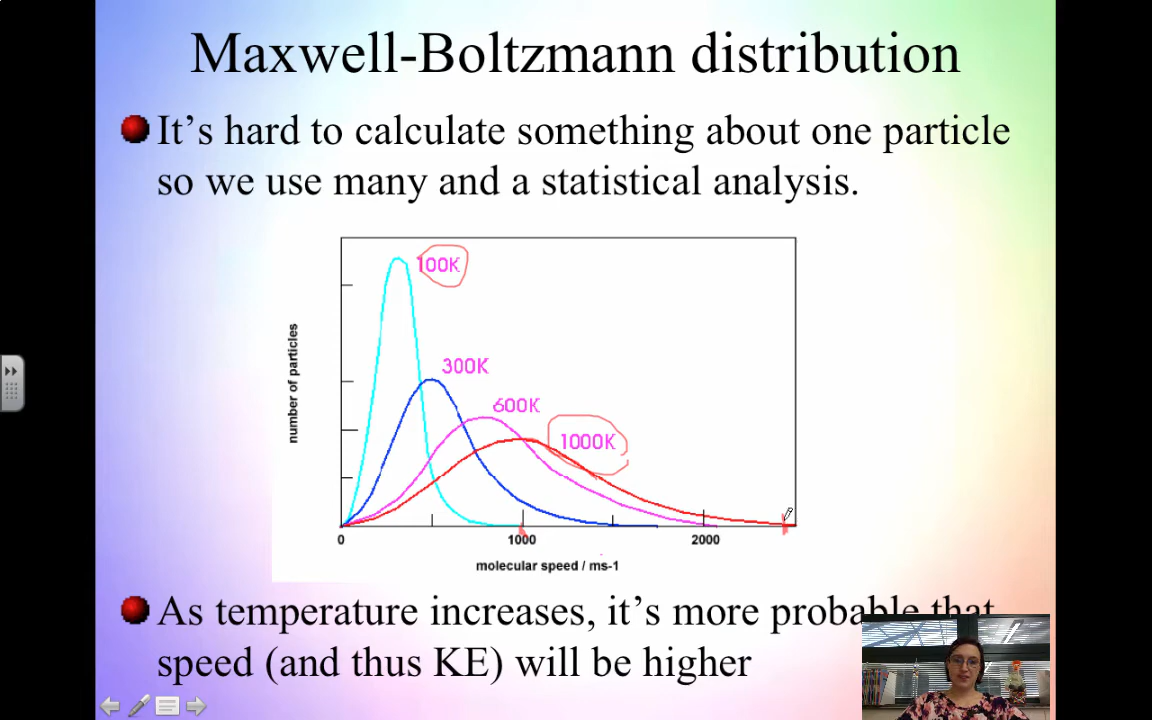 Maxwell-Boltzmann distribution
It's hard to calculate something about one particle
so we use many and a statistical analysis.
100K
300K
600K
1000K
number of particles
0 1000 2000
molecular speed / ms-1
As temperature increases, it's more probable that
speed (and thus KE) will be higher